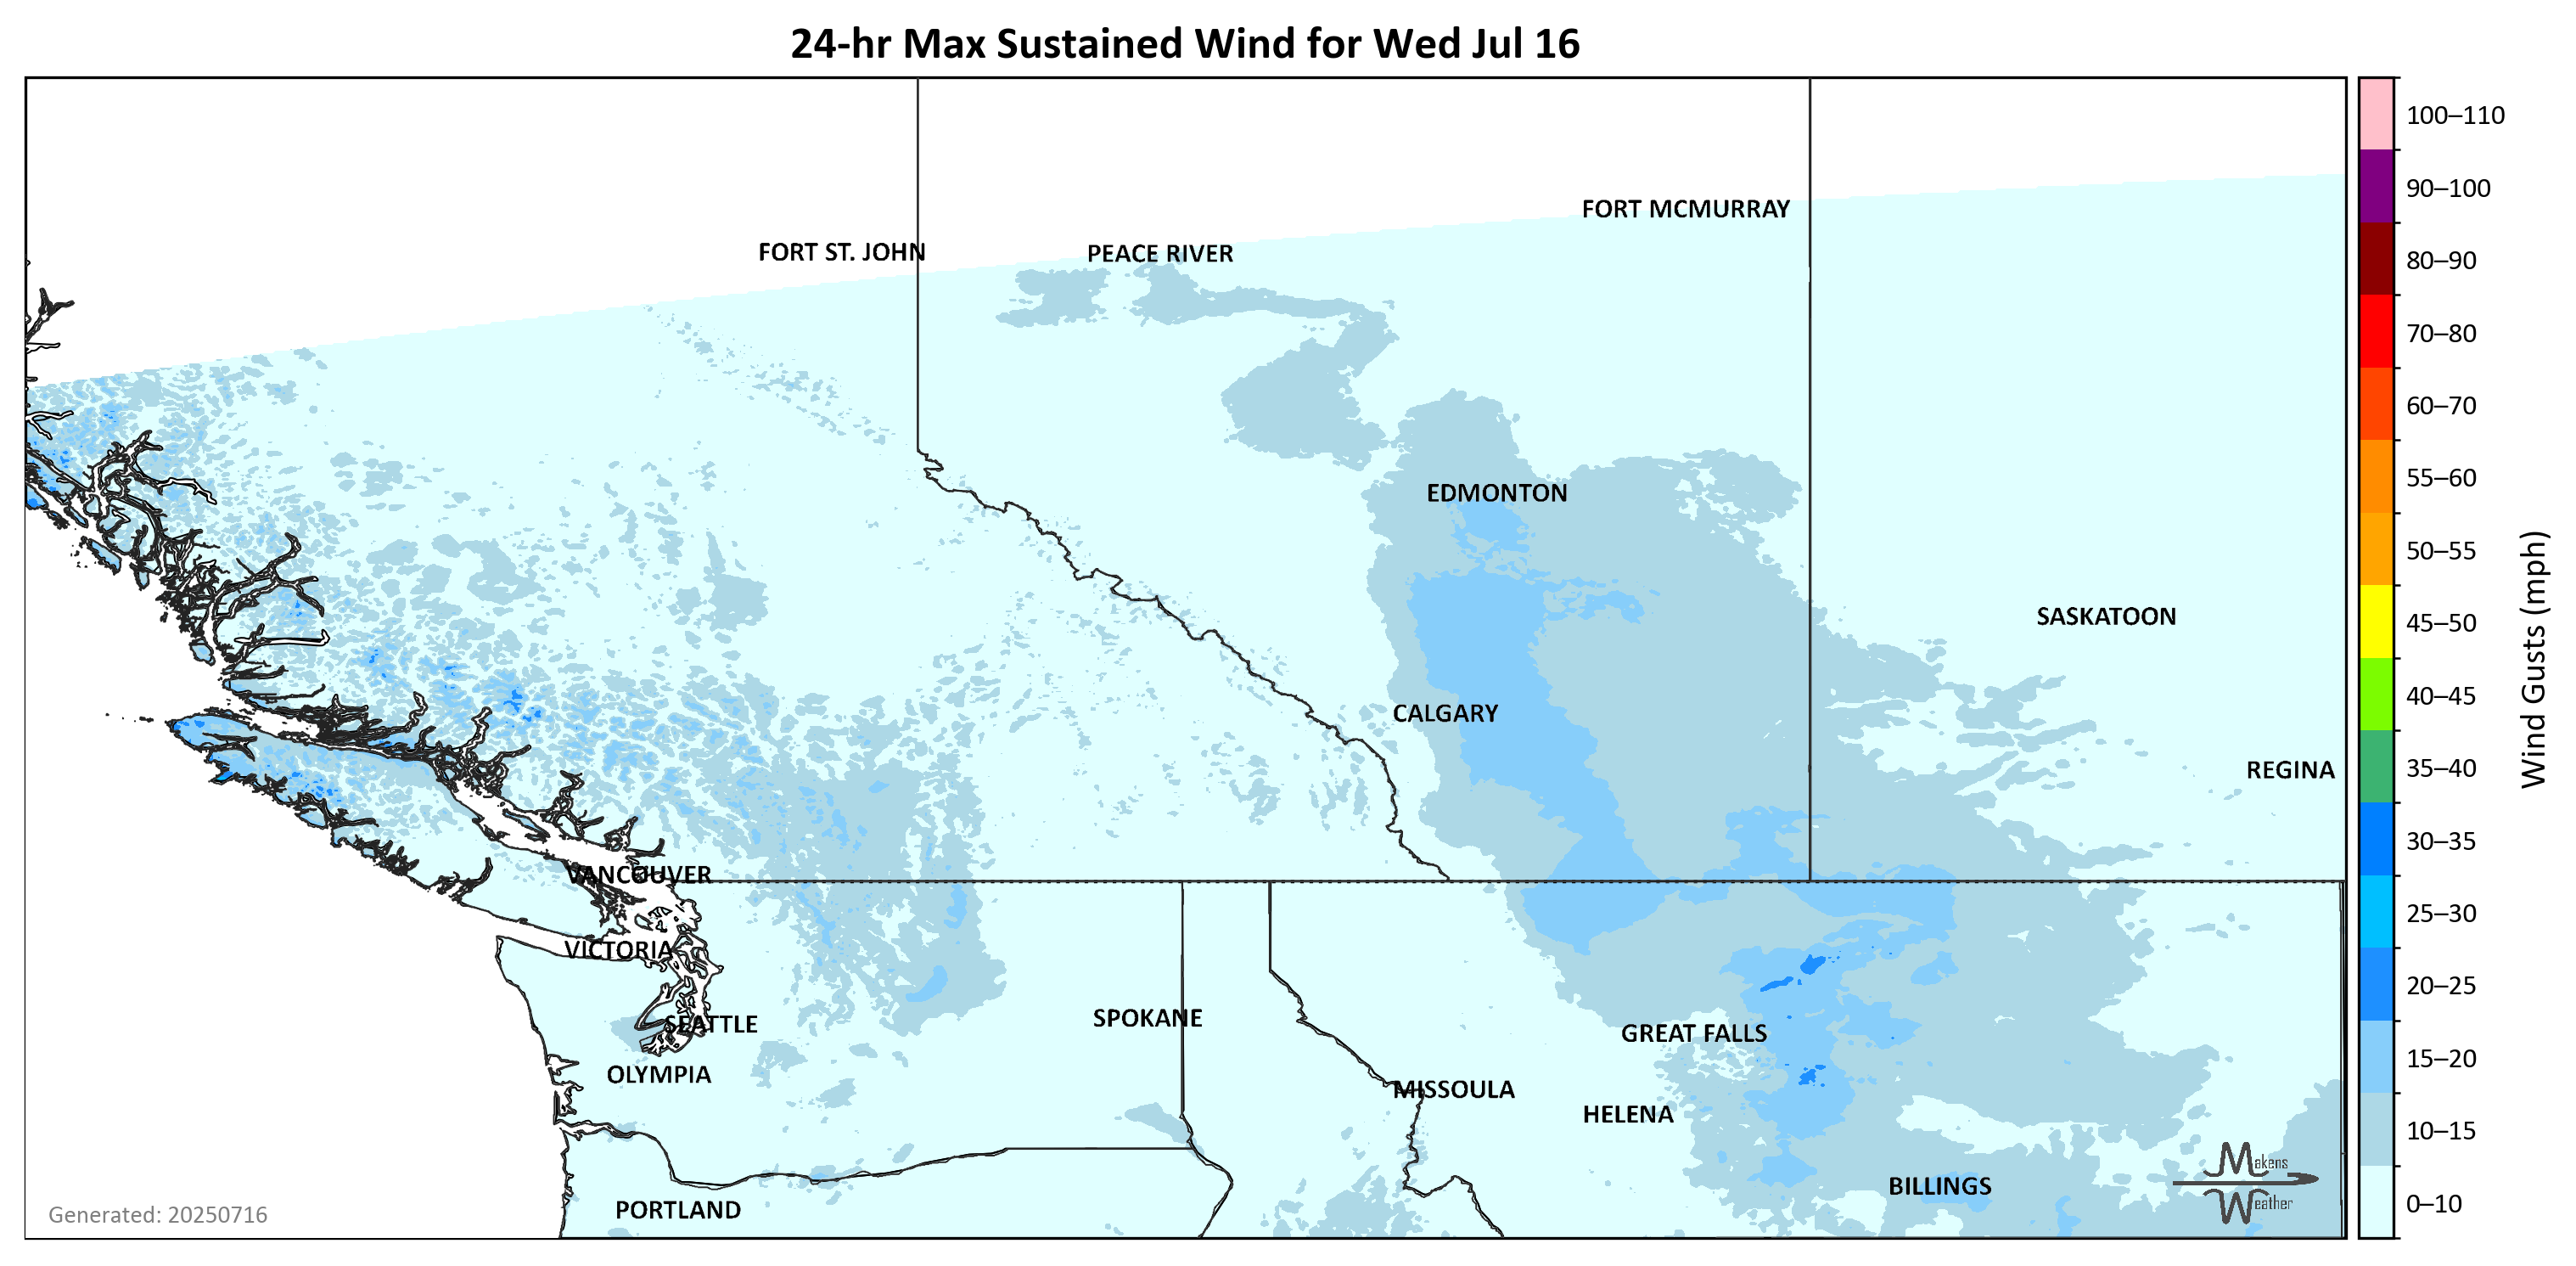 24-hr Max Sustained Wind for Wed Jul 16
100–110
90–100
FORT MCMURRAY
FORT ST. JOHN
PEACE RIVER
80–90
70–80
60–70
55–60
EDMONTON
50–55
45–50
SASKATOON
Wind Gusts (mph)
40–45
CALGARY
35–40
REGINA
30–35
VANCOUVER
25–30
VICTORIA
20–25
SEATTLE
SPOKANE
GREAT FALLS
15–20
OLYMPIA
MISSOULA
HELENA
10–15
Makens
Weather
BILLINGS
0–10
PORTLAND
Generated: 20250716